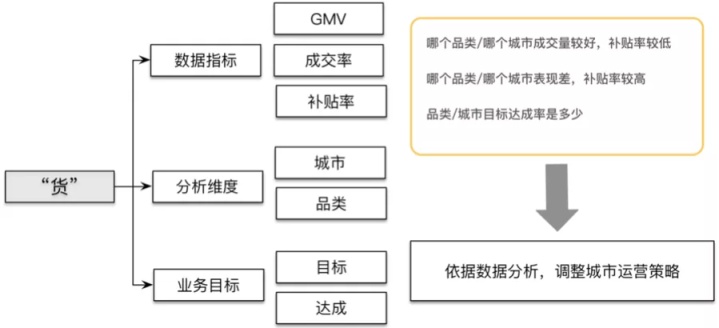 “货”
数据指标
GMV
成交率
补贴率
分析维度
城市
品类
业务目标
目标
达成
哪个品类/哪个城市成交量较好，补贴率较低
哪个品类/哪个城市表现差，补贴率较高
品类/城市目标达成率是多少
依据数据分析，调整城市运营策略